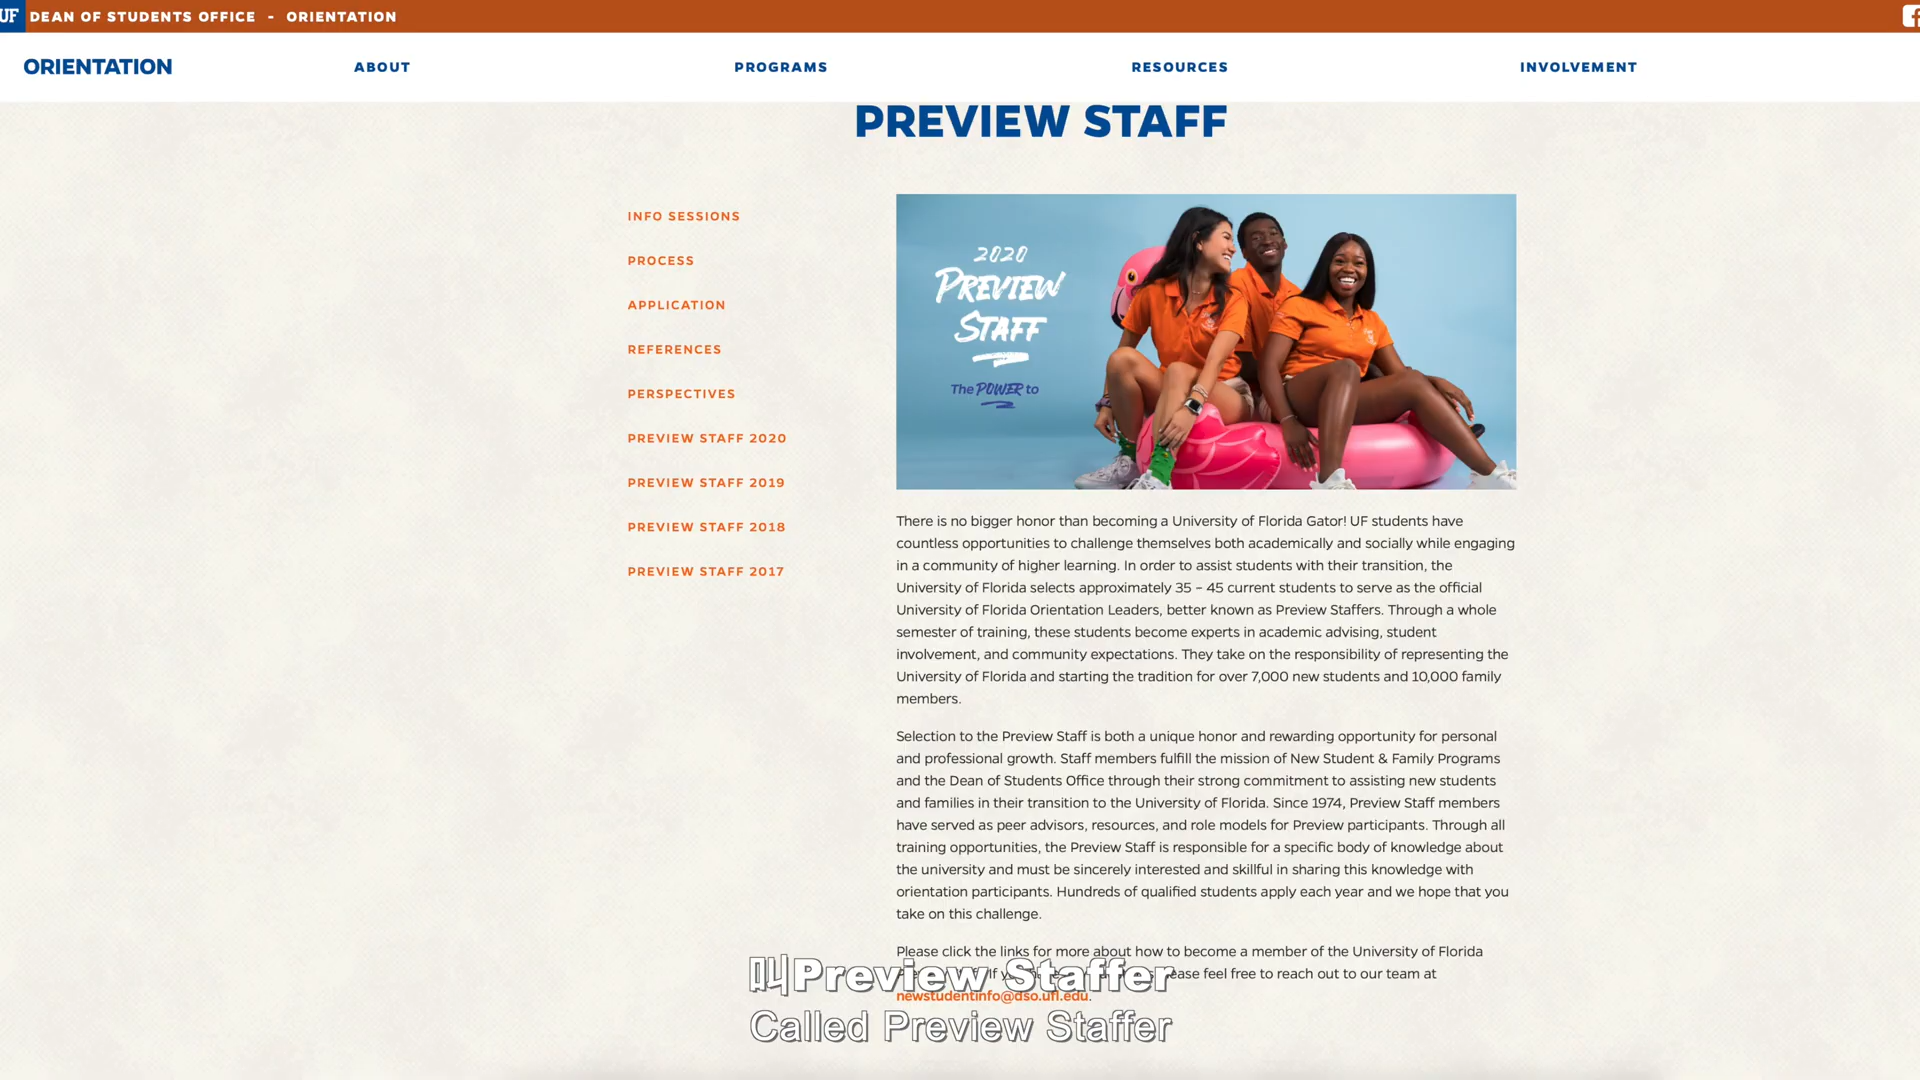 UF DEAN OF STUDENTS OFFICE - ORIENTATION
ORIENTATION
ABOUT
PROGRAMS
RESOURCES
INVOLVEMENT
PREVIEW STAFF
INFO SESSIONS
PROCESS
APPLICATION
REFERENCES
PERSPECTIVES
PREVIEW STAFF 2020
PREVIEW STAFF 2019
PREVIEW STAFF 2018
PREVIEW STAFF 2017
2020
PREVIEW
STAFF
The POWER to
There is no bigger honor than becoming a University of Florida Gator! UF students have
countless opportunities to challenge themselves both academically and socially while engaging
in a community of higher learning. In order to assist students with their transition, the
University of Florida selects approximately 35 – 45 current students to serve as the official
University of Florida Orientation Leaders, better known as Preview Staffers. Through a whole
semester of training, these students become experts in academic advising, student
involvement, and community expectations. They take on the responsibility of representing the
University of Florida and starting the tradition for over 7,000 new students and 10,000 family
members.
Selection to the Preview Staff is both a unique honor and rewarding opportunity for personal
and professional growth. Staff members fulfill the mission of New Student & Family Programs
and the Dean of Students Office through their strong commitment to assisting new students
and families in their transition to the University of Florida. Since 1974, Preview Staff members
have served as peer advisors, resources, and role models for Preview participants. Through all
training opportunities, the Preview Staff is responsible for a specific body of knowledge about
the university and must be sincerely interested and skillful in sharing this knowledge with
orientation participants. Hundreds of qualified students apply each year and we hope that you
take on this challenge.
Please click the links for more about how to become a member of the University of Florida
If please feel free to reach out to our team at
newstudentinfo@dso.ufl.edu.
叫Preview Staffer
Called Preview Staffer